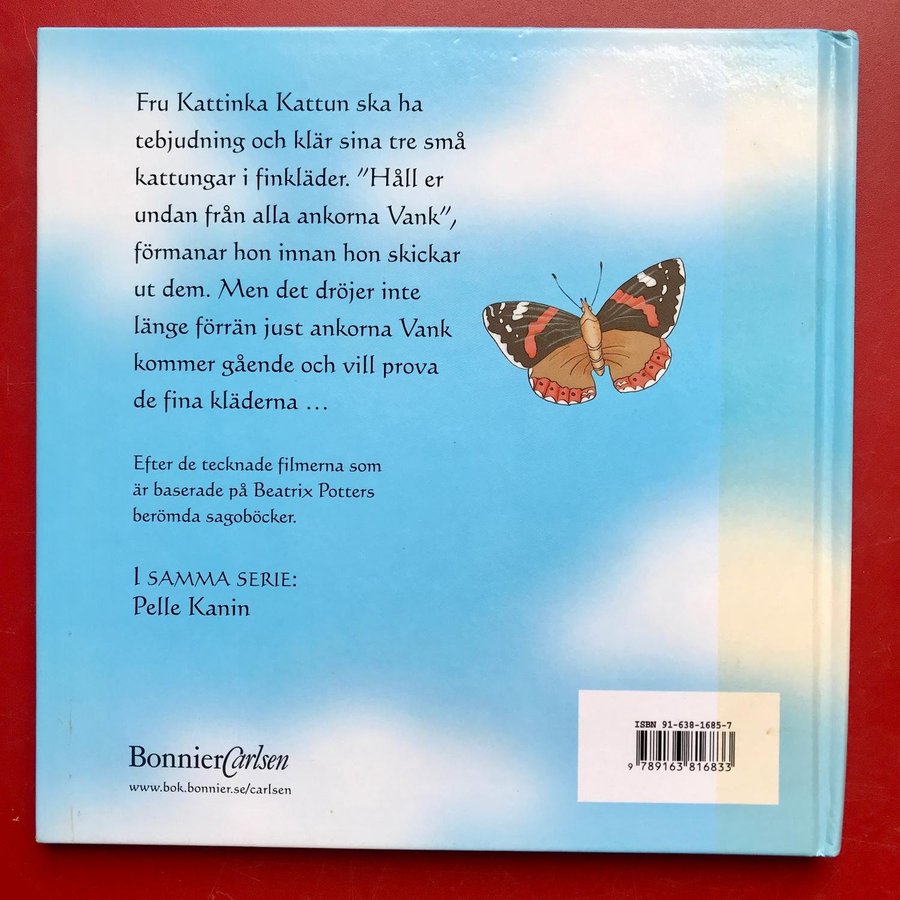 Fru Kattinka Kattun ska ha
tebjudning och klär sina tre små
kattungar i finkläder. ”Håll er
undan från alla ankorna Vank”,
förmanar hon innan hon skickar
ut dem. Men det dröjer inte
länge förrän just ankorna Vank
kommer gående och vill prova
de fina kläderna ...
Efter de tecknade filmerna som
är baserade på Beatrix Potters
berömda sagoböcker.
I SAMMA SERIE:
Pelle Kanin
BonnierCarlsen
www.bok.bonnier.se/carlsen
ISBN 91-638-1685-7
9 789163 816833